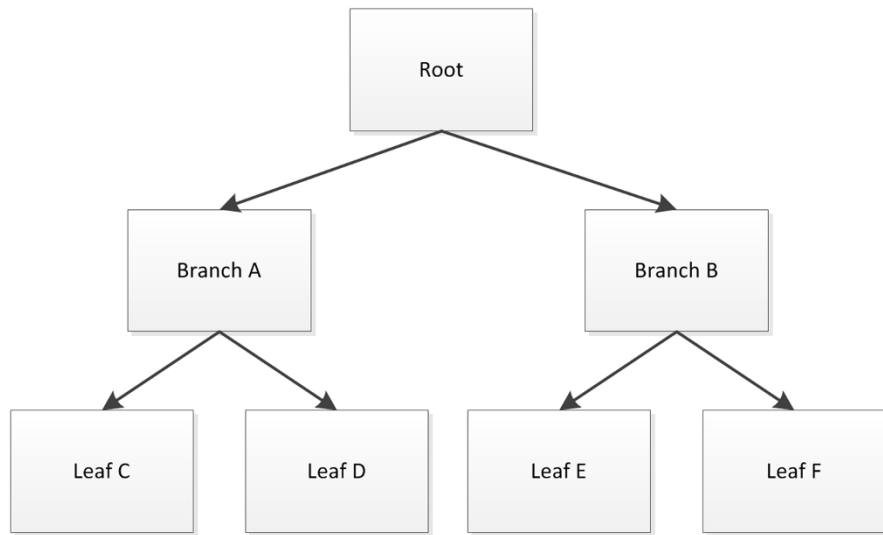 Root
Branch A
Branch B
Leaf C
Leaf D
Leaf E
Leaf F